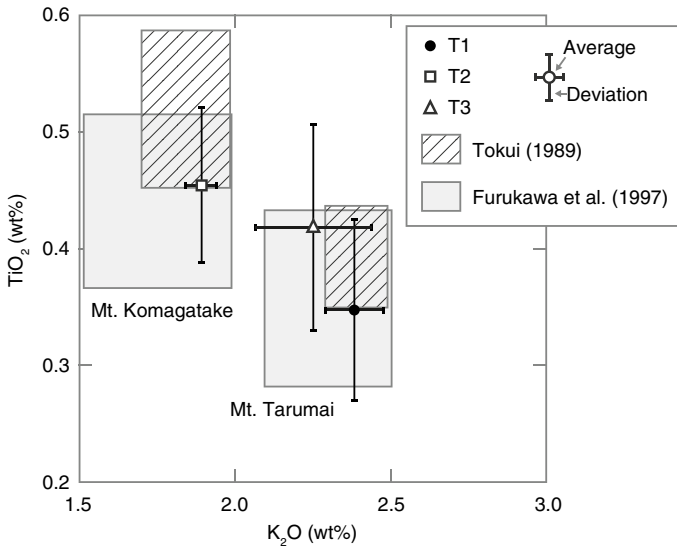 0.6
0.5
0.4
0.3
0.2
TiO₂ (wt%)
1.5
2.0
2.5
3.0
K₂O (wt%)
Mt. Komagatake
Mt. Tarumai
T1
T2
T3
Average
Deviation
Tokui (1989)
Furukawa et al. (1997)